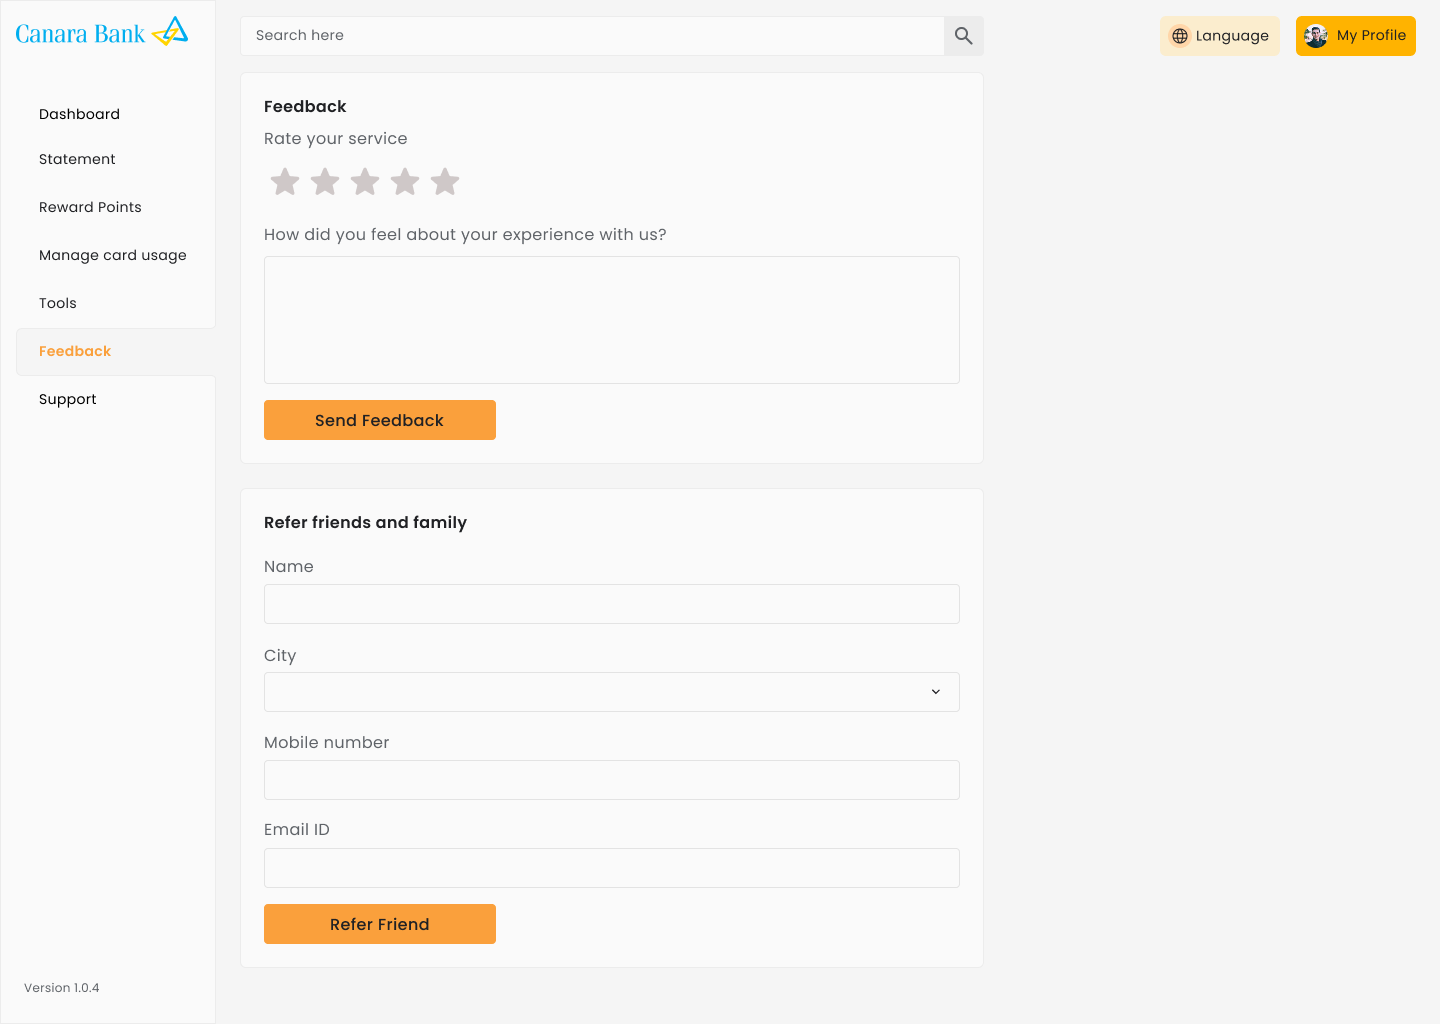 Canara Bank
Search here
Language
My Profile
Dashboard
Statement
Reward Points
Manage card usage
Tools
Feedback
Support
Version 1.0.4
Feedback
Rate your service
How did you feel about your experience with us?
Send Feedback
Refer friends and family
Name
City
Mobile number
Email ID
Refer Friend